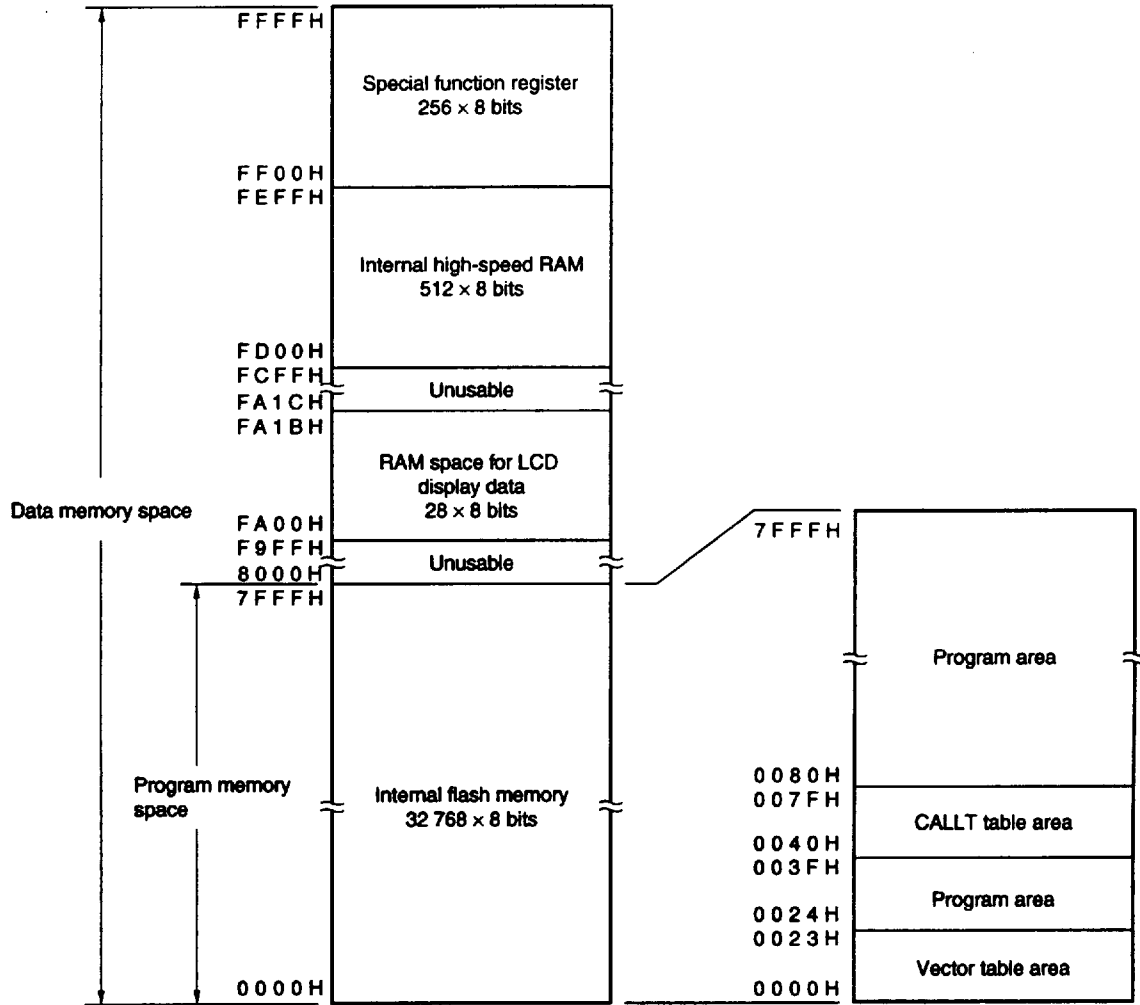 FFFFH
Special function register
256 × 8 bits
FF00H
FEFFH
Internal high-speed RAM
512 × 8 bits
FD00H
FCFFH
Unusable
FA1CH
FA1BH
RAM space for LCD
display data
28 × 8 bits
Data memory space
FA00H
F9FFH
Unusable
8000H
7FFFH
Program memory
space
Internal flash memory
32 768 × 8 bits
0000H
7FFFH
Program area
0080H
007FH
CALLT table area
0040H
003FH
Program area
0024H
0023H
Vector table area
0000H